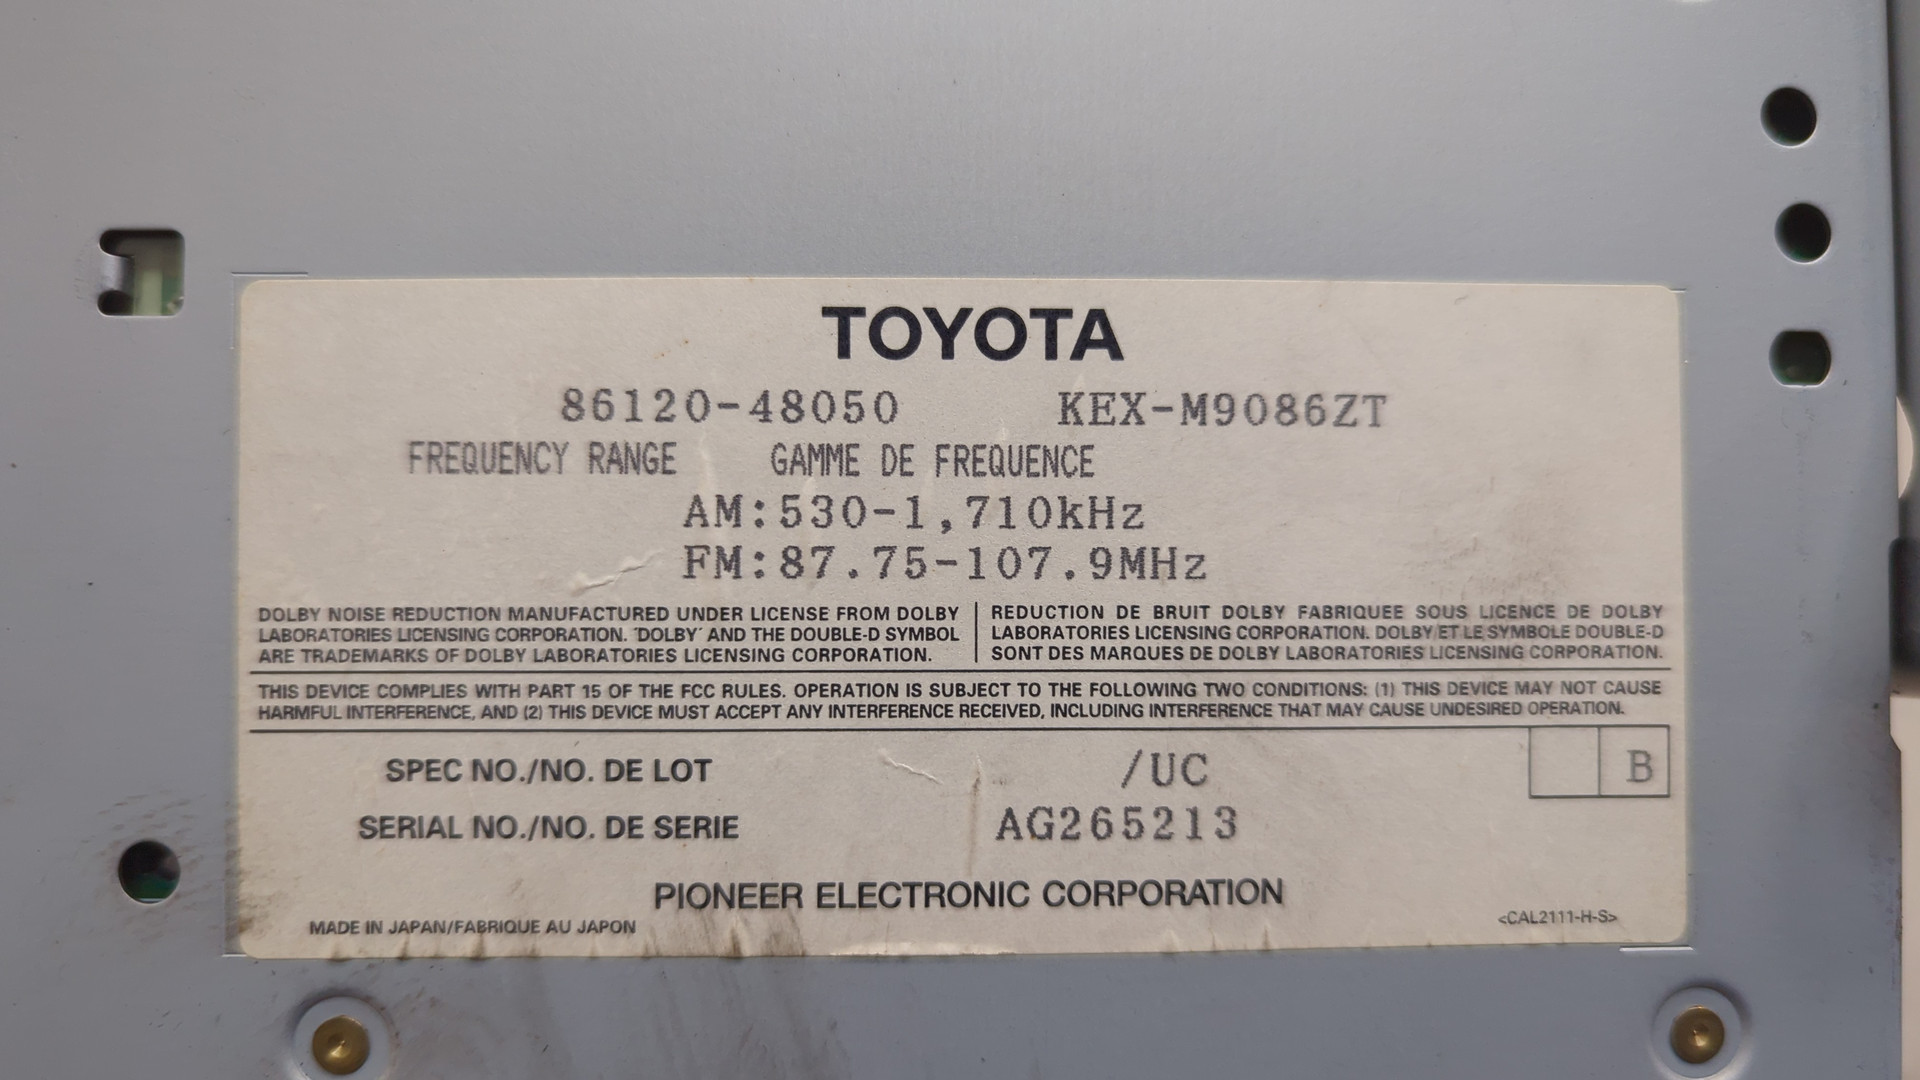 TOYOTA
86120-48050 KEX-M9086ZT
FREQUENCY RANGE GAMME DE FREQUENCE
AM:530-1,710kHz
FM:87.75-107.9MHz
DOLBY NOISE REDUCTION MANUFACTURED UNDER LICENSE FROM DOLBY
LABORATORIES LICENSING CORPORATION. "DOLBY" AND THE DOUBLE-D SYMBOL
ARE TRADEMARKS OF DOLBY LABORATORIES LICENSING CORPORATION.
REDUCTION DE BRUIT DOLBY FABRIQUEE SOUS LICENCE DE DOLBY
LABORATORIES LICENSING CORPORATION. DOLBY ET LE SYMBOLE DOUBLE-D
SONT DES MARQUES DE DOLBY LABORATORIES LICENSING CORPORATION.
THIS DEVICE COMPLIES WITH PART 15 OF THE FCC RULES. OPERATION IS SUBJECT TO THE FOLLOWING TWO CONDITIONS: (1) THIS DEVICE MAY NOT CAUSE
HARMFUL INTERFERENCE, AND (2) THIS DEVICE MUST ACCEPT ANY INTERFERENCE RECEIVED, INCLUDING INTERFERENCE THAT MAY CAUSE UNDESIRED OPERATION.
SPEC NO./NO. DE LOT /UC B
SERIAL NO./NO. DE SERIE AG265213
PIONEER ELECTRONIC CORPORATION
MADE IN JAPAN/FABRIQUE AU JAPON <CAL2111-H-S>